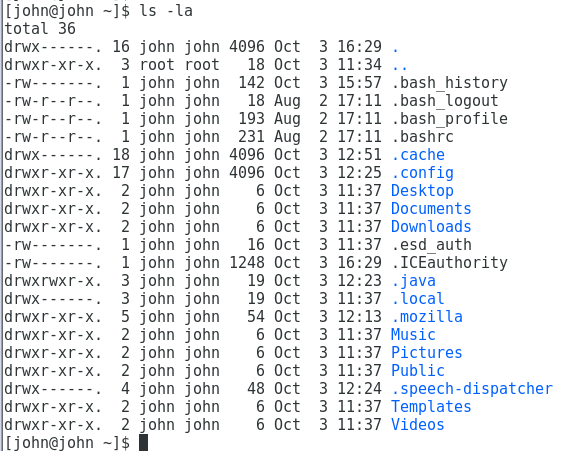 [john@john ~]$ ls -la
total 36
drwx------. 16 john john 4096 Oct  3 16:29 .
drwxr-xr-x.  3 root root   18 Oct  3 11:34 ..
-rw-------.  1 john john  142 Oct  3 15:57 .bash_history
-rw-r--r--.  1 john john   18 Aug  2 17:11 .bash_logout
-rw-r--r--.  1 john john  193 Aug  2 17:11 .bash_profile
-rw-r--r--.  1 john john  231 Aug  2 17:11 .bashrc
drwx------. 18 john john 4096 Oct  3 12:51 .cache
drwxr-xr-x. 17 john john 4096 Oct  3 12:25 .config
drwxr-xr-x.  2 john john    6 Oct  3 11:37 Desktop
drwxr-xr-x.  2 john john    6 Oct  3 11:37 Documents
drwxr-xr-x.  2 john john    6 Oct  3 11:37 Downloads
-rw-------.  1 john john   16 Oct  3 11:37 .esd_auth
-rw-------.  1 john john 1248 Oct  3 16:29 .ICEauthority
drwxrwxr-x.  3 john john   19 Oct  3 12:23 .java
drwx------.  3 john john   19 Oct  3 11:37 .local
drwxr-xr-x.  5 john john   54 Oct  3 12:13 .mozilla
drwxr-xr-x.  2 john john    6 Oct  3 11:37 Music
drwxr-xr-x.  2 john john    6 Oct  3 11:37 Pictures
drwxr-xr-x.  2 john john    6 Oct  3 11:37 Public
drwx------.  4 john john   48 Oct  3 12:24 .speech-dispatcher
drwxr-xr-x.  2 john john    6 Oct  3 11:37 Templates
drwxr-xr-x.  2 john john    6 Oct  3 11:37 Videos
[john@john ~]$